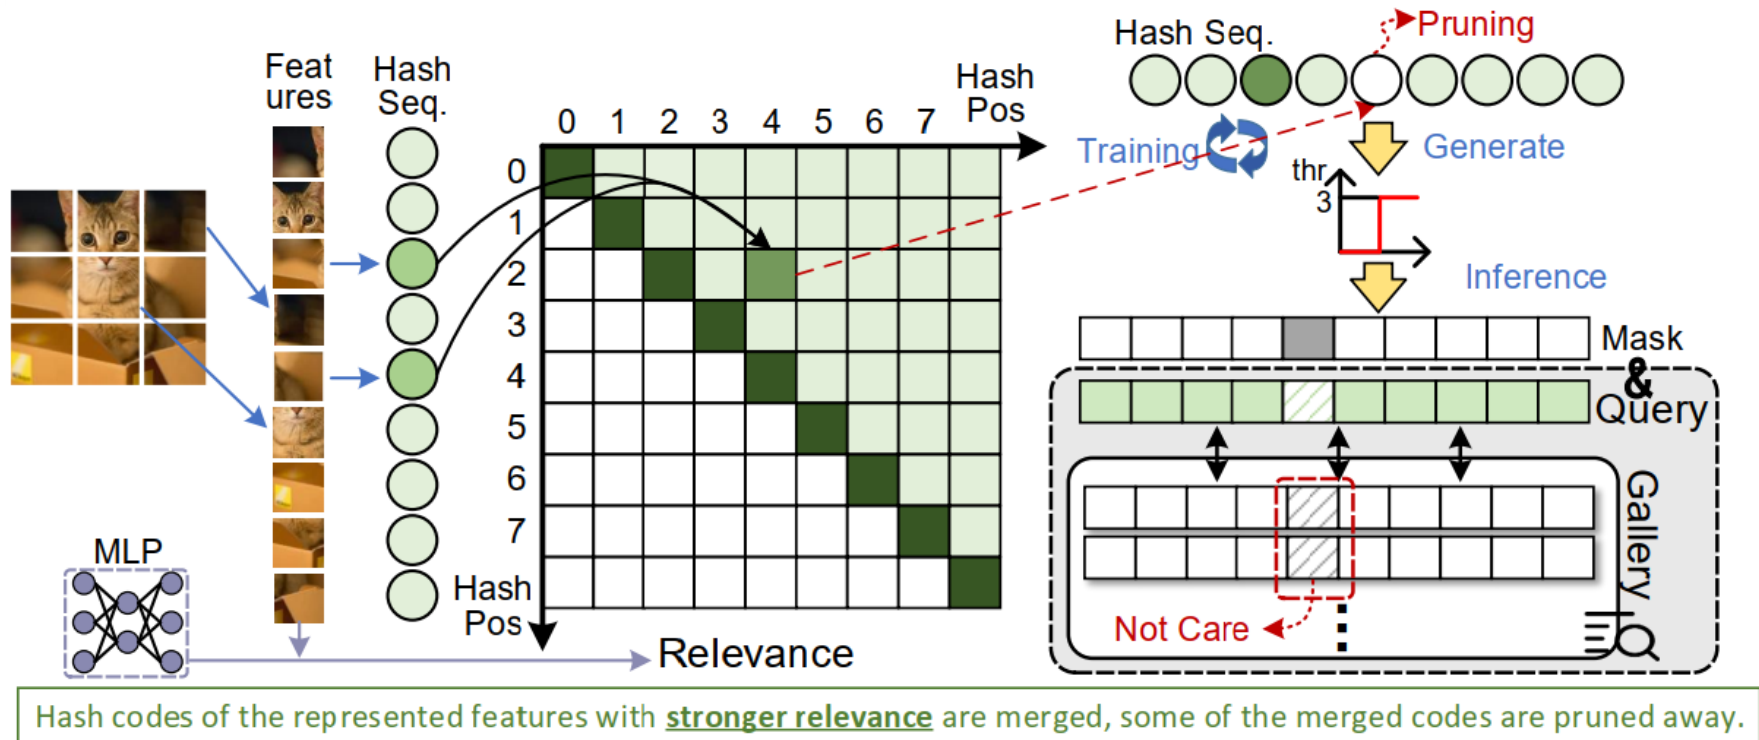 Feat
ures
Hash
Seq.
Hash
Pos
0 1 2 3 4 5 6 7
0
1
2
3
4
5
6
7
Hash
Pos
MLP
Relevance
Hash Seq.
Pruning
Training
Generate
thr
3
Inference
Mask
&
Query
Gallery
Not Care
Hash codes of the represented features with stronger relevance are merged, some of the merged codes are pruned away.